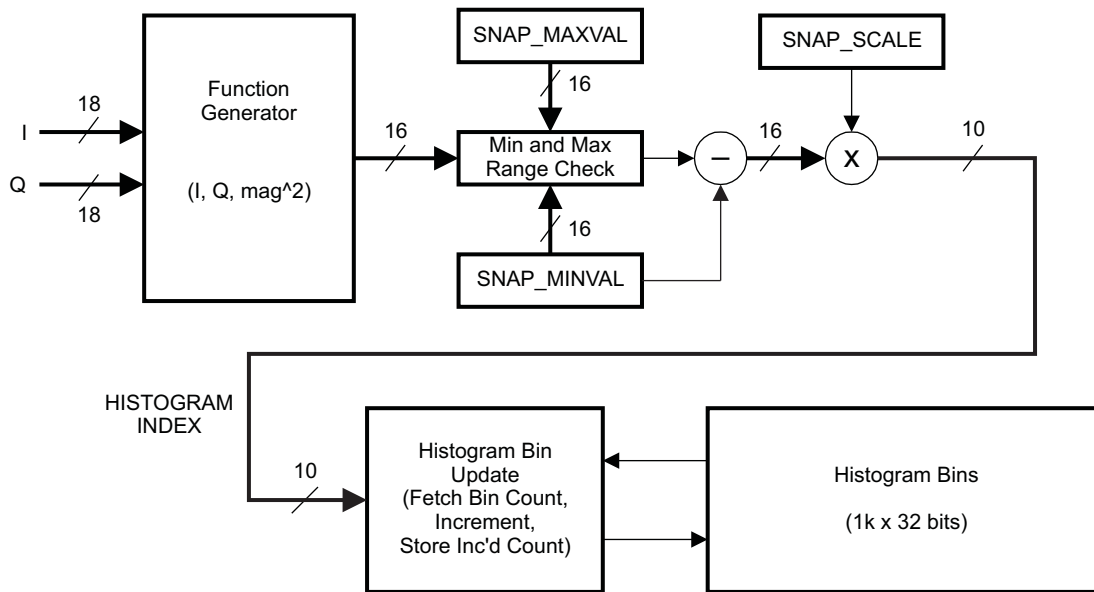 SNAP_MAXVAL
SNAP_SCALE
Function
Generator
(I, Q, mag^2)
18
I
Q
18
16
16
Min and Max
Range Check
16
SNAP_MINVAL
−
16
X
10
HISTOGRAM
INDEX
10
Histogram Bin
Update
(Fetch Bin Count,
Increment,
Store Inc'd Count)
Histogram Bins
(1k x 32 bits)